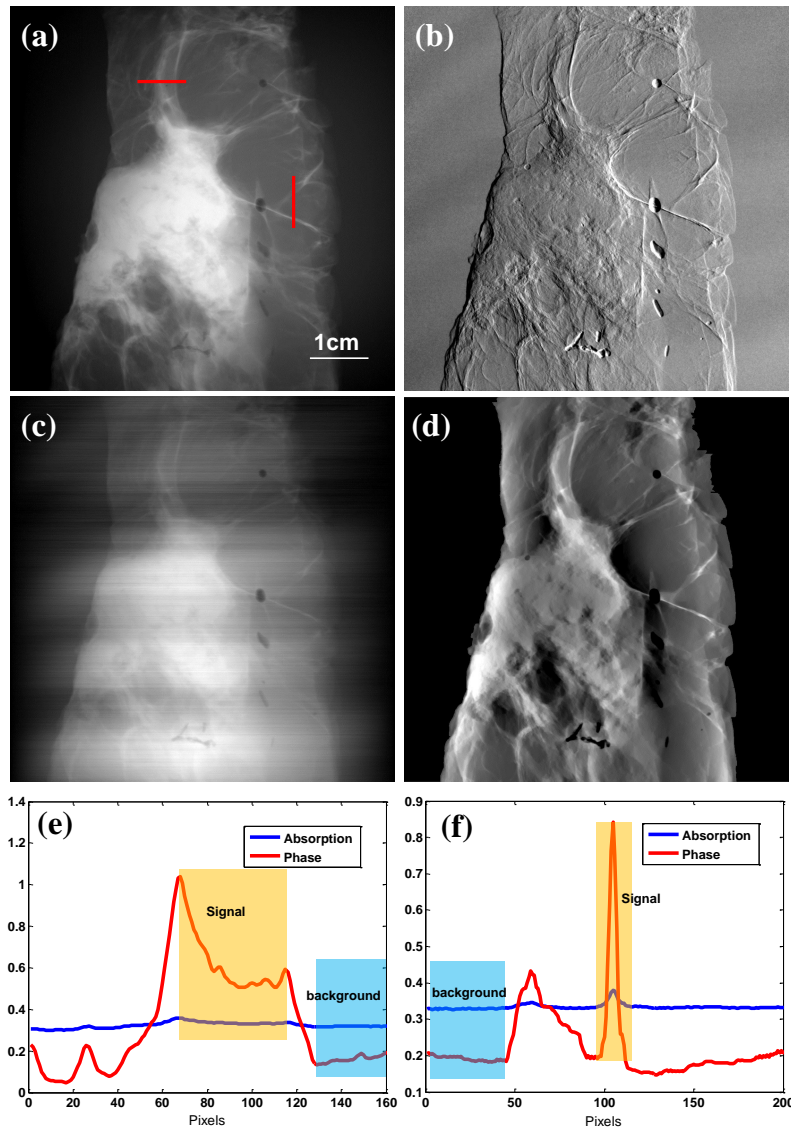 (a)
(b)
1cm
(c)
(d)
(e)
1.4
1.2
1
0.8
0.6
0.4
0.2
0
Absorption
Phase
Signal
background
0 20 40 60 80 100 120 140 160
Pixels
(f)
0.9
0.8
0.7
0.6
0.5
0.4
0.3
0.2
0.1
Absorption
Phase
Signal
background
0 50 100 150 200
Pixels